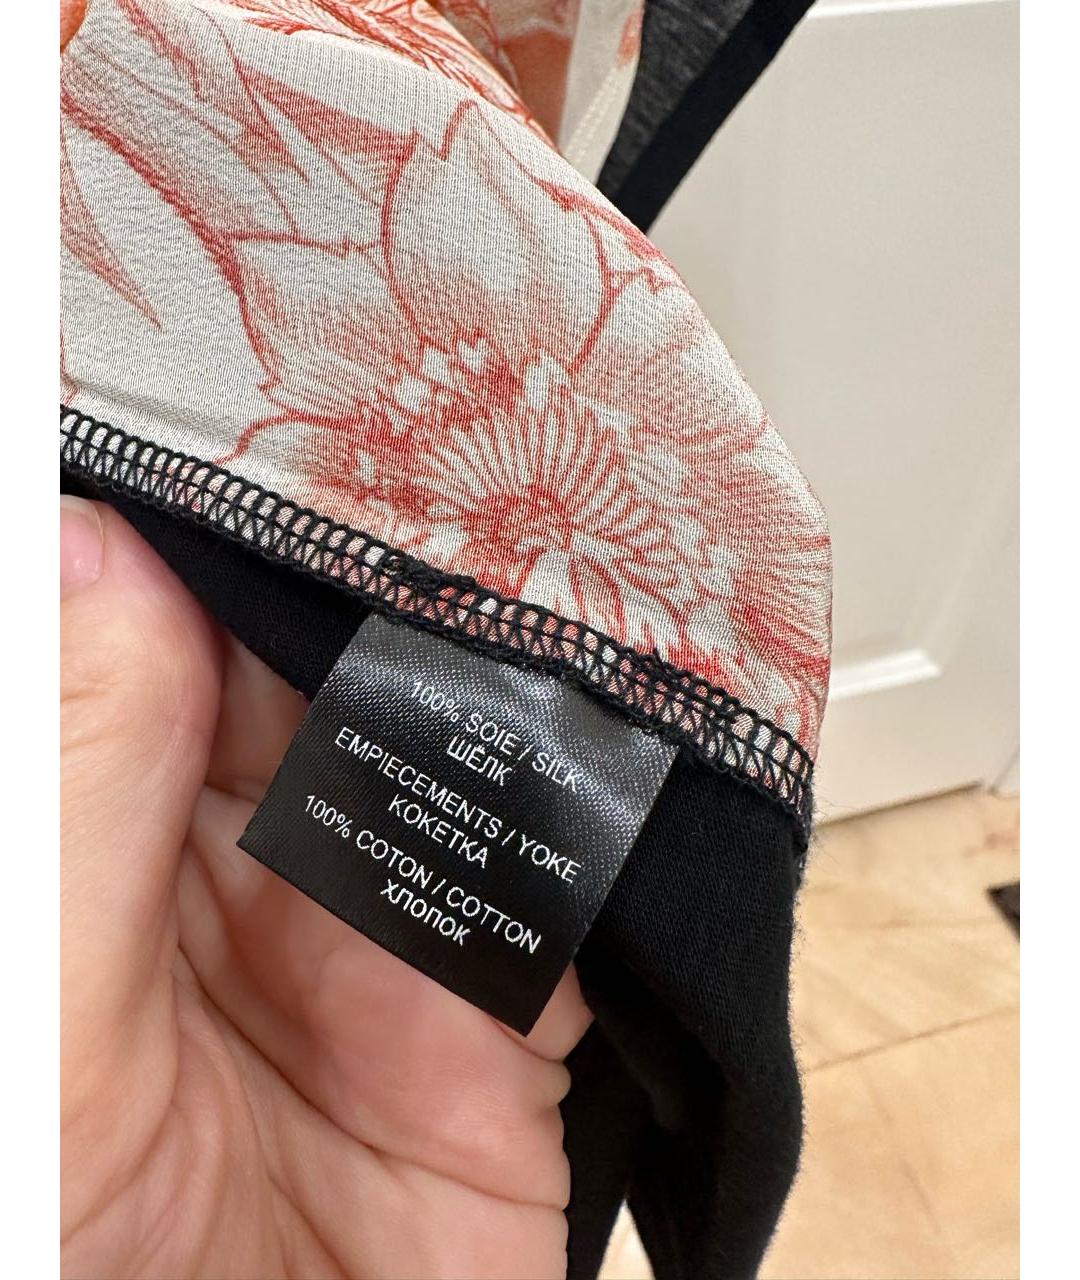 100% SOIE / SILK
ШЁЛК
EMPIECEMENTS / YOKE
КОКЕТКА
100% COTON / COTTON
ХЛОПОК